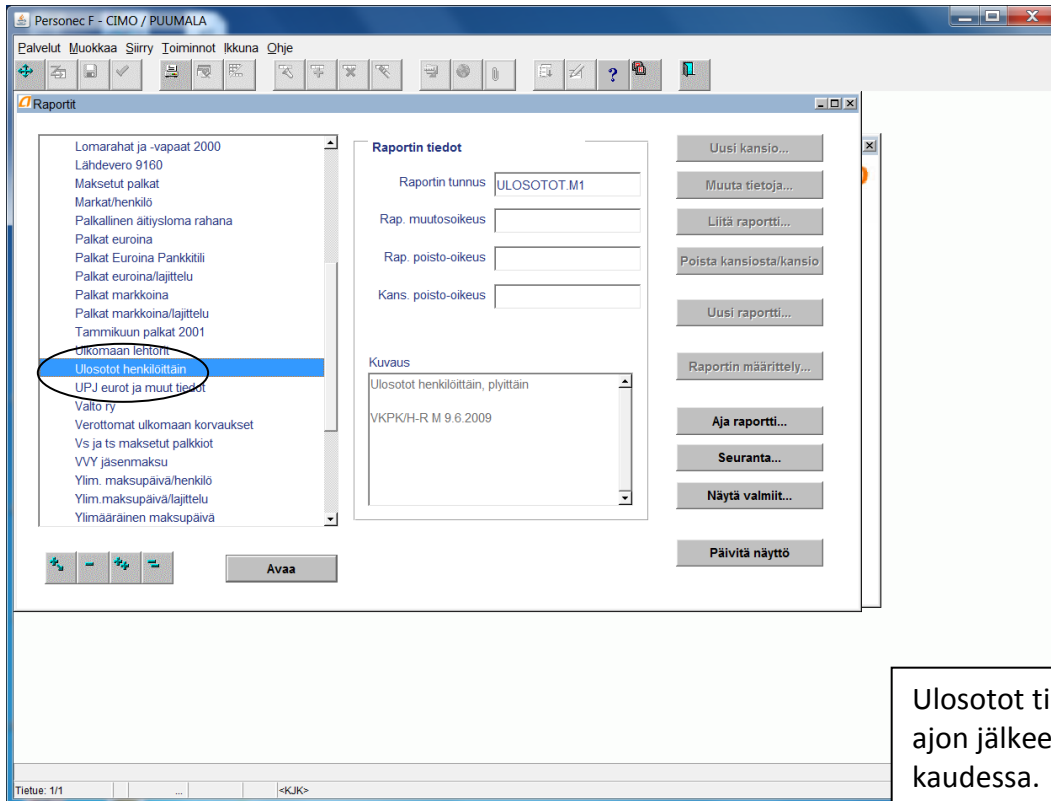 Personec F - CIMO / PUUMALA
Palvelut Muokkaa Siirry Toiminnot Ikkuna Ohje
Raportit
Lomarahat ja -vapaat 2000
Lähdevero 9160
Maksetut palkat
Markat/henkilö
Palkallinen äitiysloma rahana
Palkat euroina
Palkat Euroina Pankkitili
Palkat euroina/lajittelu
Palkat markkoina
Palkat markkoina/lajittelu
Tammikuun palkat 2001
Ulkomaan lehtorit
Ulosotot henkilöittäin
UPJ eurot ja muut tiedot
Valto ry
Verottomat ulkomaan korvaukset
Vs ja ts maksetut palkkiot
VVY jäsenmaksu
Ylim. maksupäivä/henkilö
Ylim.maksupäivä/lajittelu
Ylimääräinen maksupäivä
Avaa
Raportin tiedot
Raportin tunnus ULOSOTOT.M1
Rap. muutosoikeus
Rap. poisto-oikeus
Kans. poisto-oikeus
Kuvaus
Ulosotot henkilöittäin, plyittäin
VKPK/H-R M 9.6.2009
Uusi kansio...
Muuta tietoja...
Liitä raportti...
Poista kansiosta/kansio
Uusi raportti...
Raportin määrittely...
Aja raportti...
Seuranta...
Näytä valmiit...
Päivitä näyttö
Ulosotot ti
ajon jälkee
kaudessa.
Tietue: 1/1 ... <KJK>